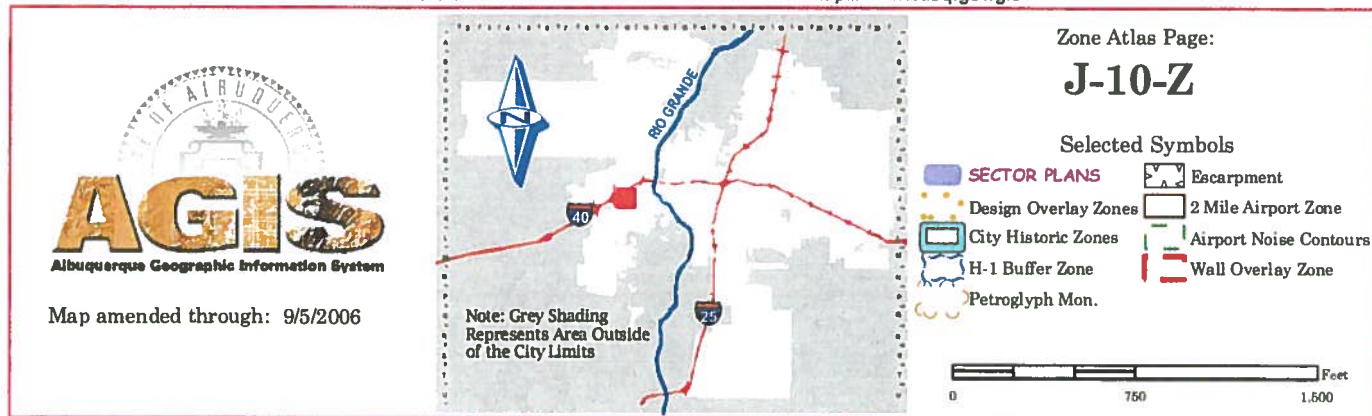 OF ALBUQUER
AGIS
Albuquerque Geographic Information System
Map amended through: 9/5/2006
RIO GRANDE
N
40
25
Note: Grey Shading
Represents Area Outside
of the City Limits
Zone Atlas Page:
J-10-Z
Selected Symbols
SECTOR PLANS
Design Overlay Zones
City Historic Zones
H-1 Buffer Zone
Petroglyph Mon.
Escarpment
2 Mile Airport Zone
Airport Noise Contours
Wall Overlay Zone
Feet
0 750 1,500